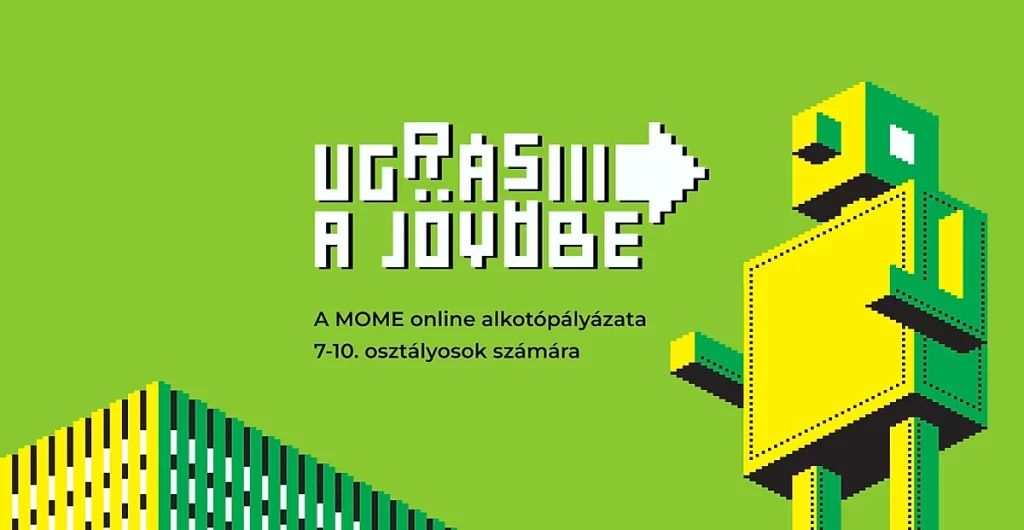 UGRÁS
A JÖVŐBE
A MOME online alkotópályázata
7-10. osztályosok számára